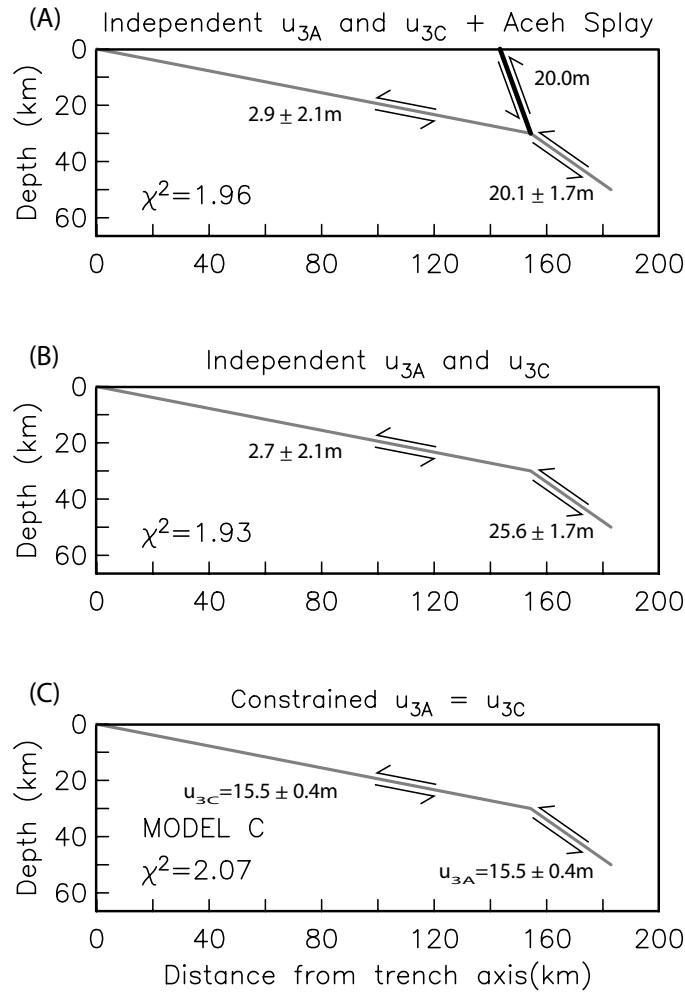 (A) Independent u3A and u3C + Aceh Splay
0
20
40
60
Depth (km)
20.0m
2.9 ± 2.1m
20.1 ± 1.7m
χ2=1.96
0 40 80 120 160 200
(B) Independent u3A and u3C
0
20
40
60
Depth (km)
2.7 ± 2.1m
25.6 ± 1.7m
χ2=1.93
0 40 80 120 160 200
(C) Constrained u3A = u3C
0
20
40
60
Depth (km)
u3C=15.5 ± 0.4m
MODEL C
χ2=2.07
u3A=15.5 ± 0.4m
0 40 80 120 160 200
Distance from trench axis(km)